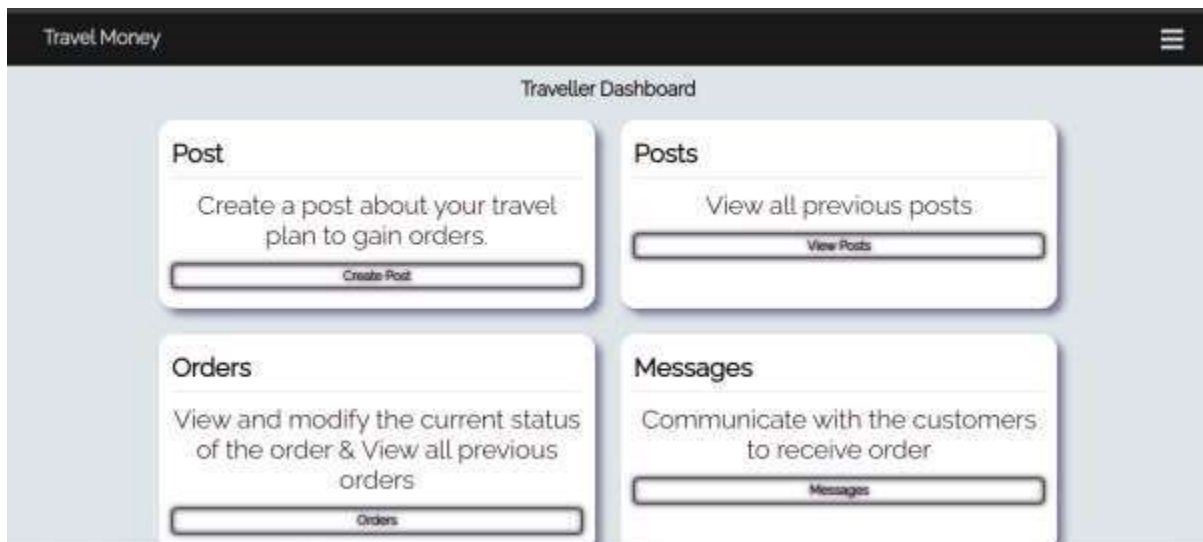 Travel Money
Traveller Dashboard
Post
Create a post about your travel
plan to gain orders.
Create Post
Posts
View all previous posts
View Posts
Orders
View and modify the current status
of the order & View all previous
orders
Orders
Messages
Communicate with the customers
to receive order
Messages